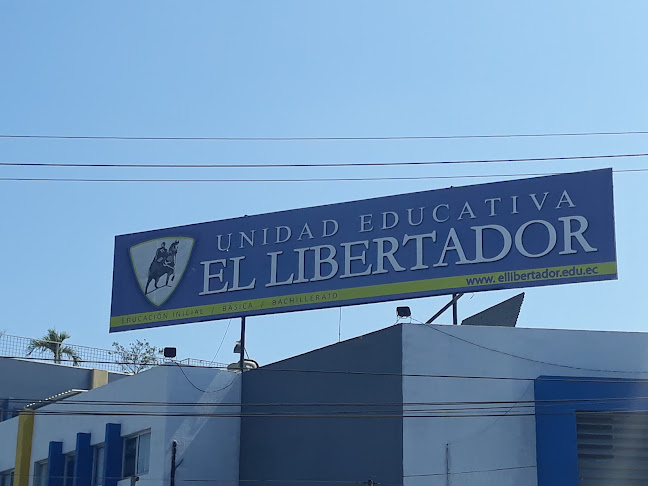 UNIDAD EDUCATIVA
EL LIBERTADOR
www.ellibertador.edu.ec
EDUCACIÓN INICIAL / BÁSICA / BACHILLERATO